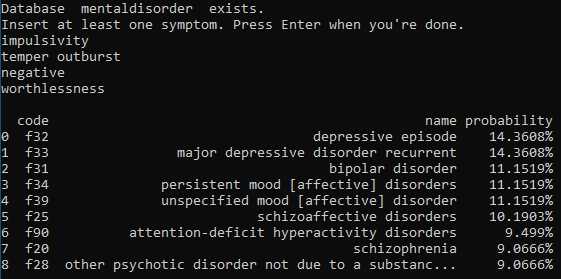 Database  mentaldisorder  exists.
Insert at least one symptom. Press Enter when you're done.
impulsivity
temper outburst
negative
worthlessness
code name probability
0 f32 depressive episode 14.3608%
1 f33 major depressive disorder recurrent 14.3608%
2 f31 bipolar disorder 11.1519%
3 f34 persistent mood [affective] disorders 11.1519%
4 f39 unspecified mood [affective] disorder 11.1519%
5 f25 schizoaffective disorders 10.1903%
6 f90 attention-deficit hyperactivity disorders 9.499%
7 f20 schizophrenia 9.0666%
8 f28 other psychotic disorder not due to a substanc... 9.0666%